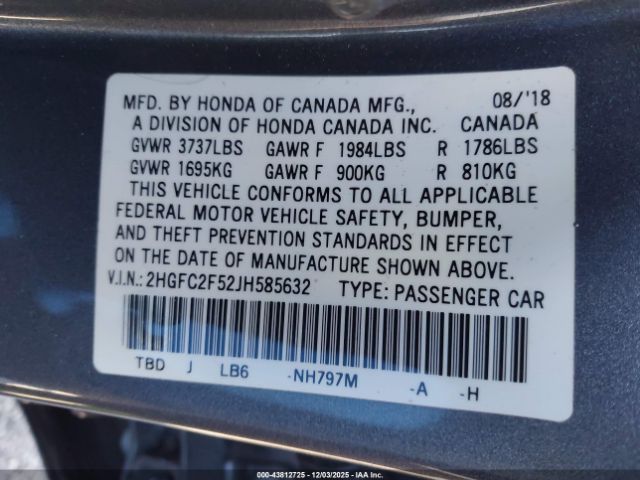 MFD. BY HONDA OF CANADA MFG., 08/'18
A DIVISION OF HONDA CANADA INC. CANADA
GVWR 3737LBS GAWR F 1984LBS R 1786LBS
GVWR 1695KG GAWR F 900KG R 810KG
THIS VEHICLE CONFORMS TO ALL APPLICABLE
FEDERAL MOTOR VEHICLE SAFETY, BUMPER,
AND THEFT PREVENTION STANDARDS IN EFFECT
ON THE DATE OF MANUFACTURE SHOWN ABOVE.
V.I.N.: 2HGFC2F52JH585632 TYPE: PASSENGER CAR
TBD J LB6 -NH797M -A -H
000-43812725 - 12/03/2025 - IAA Inc.